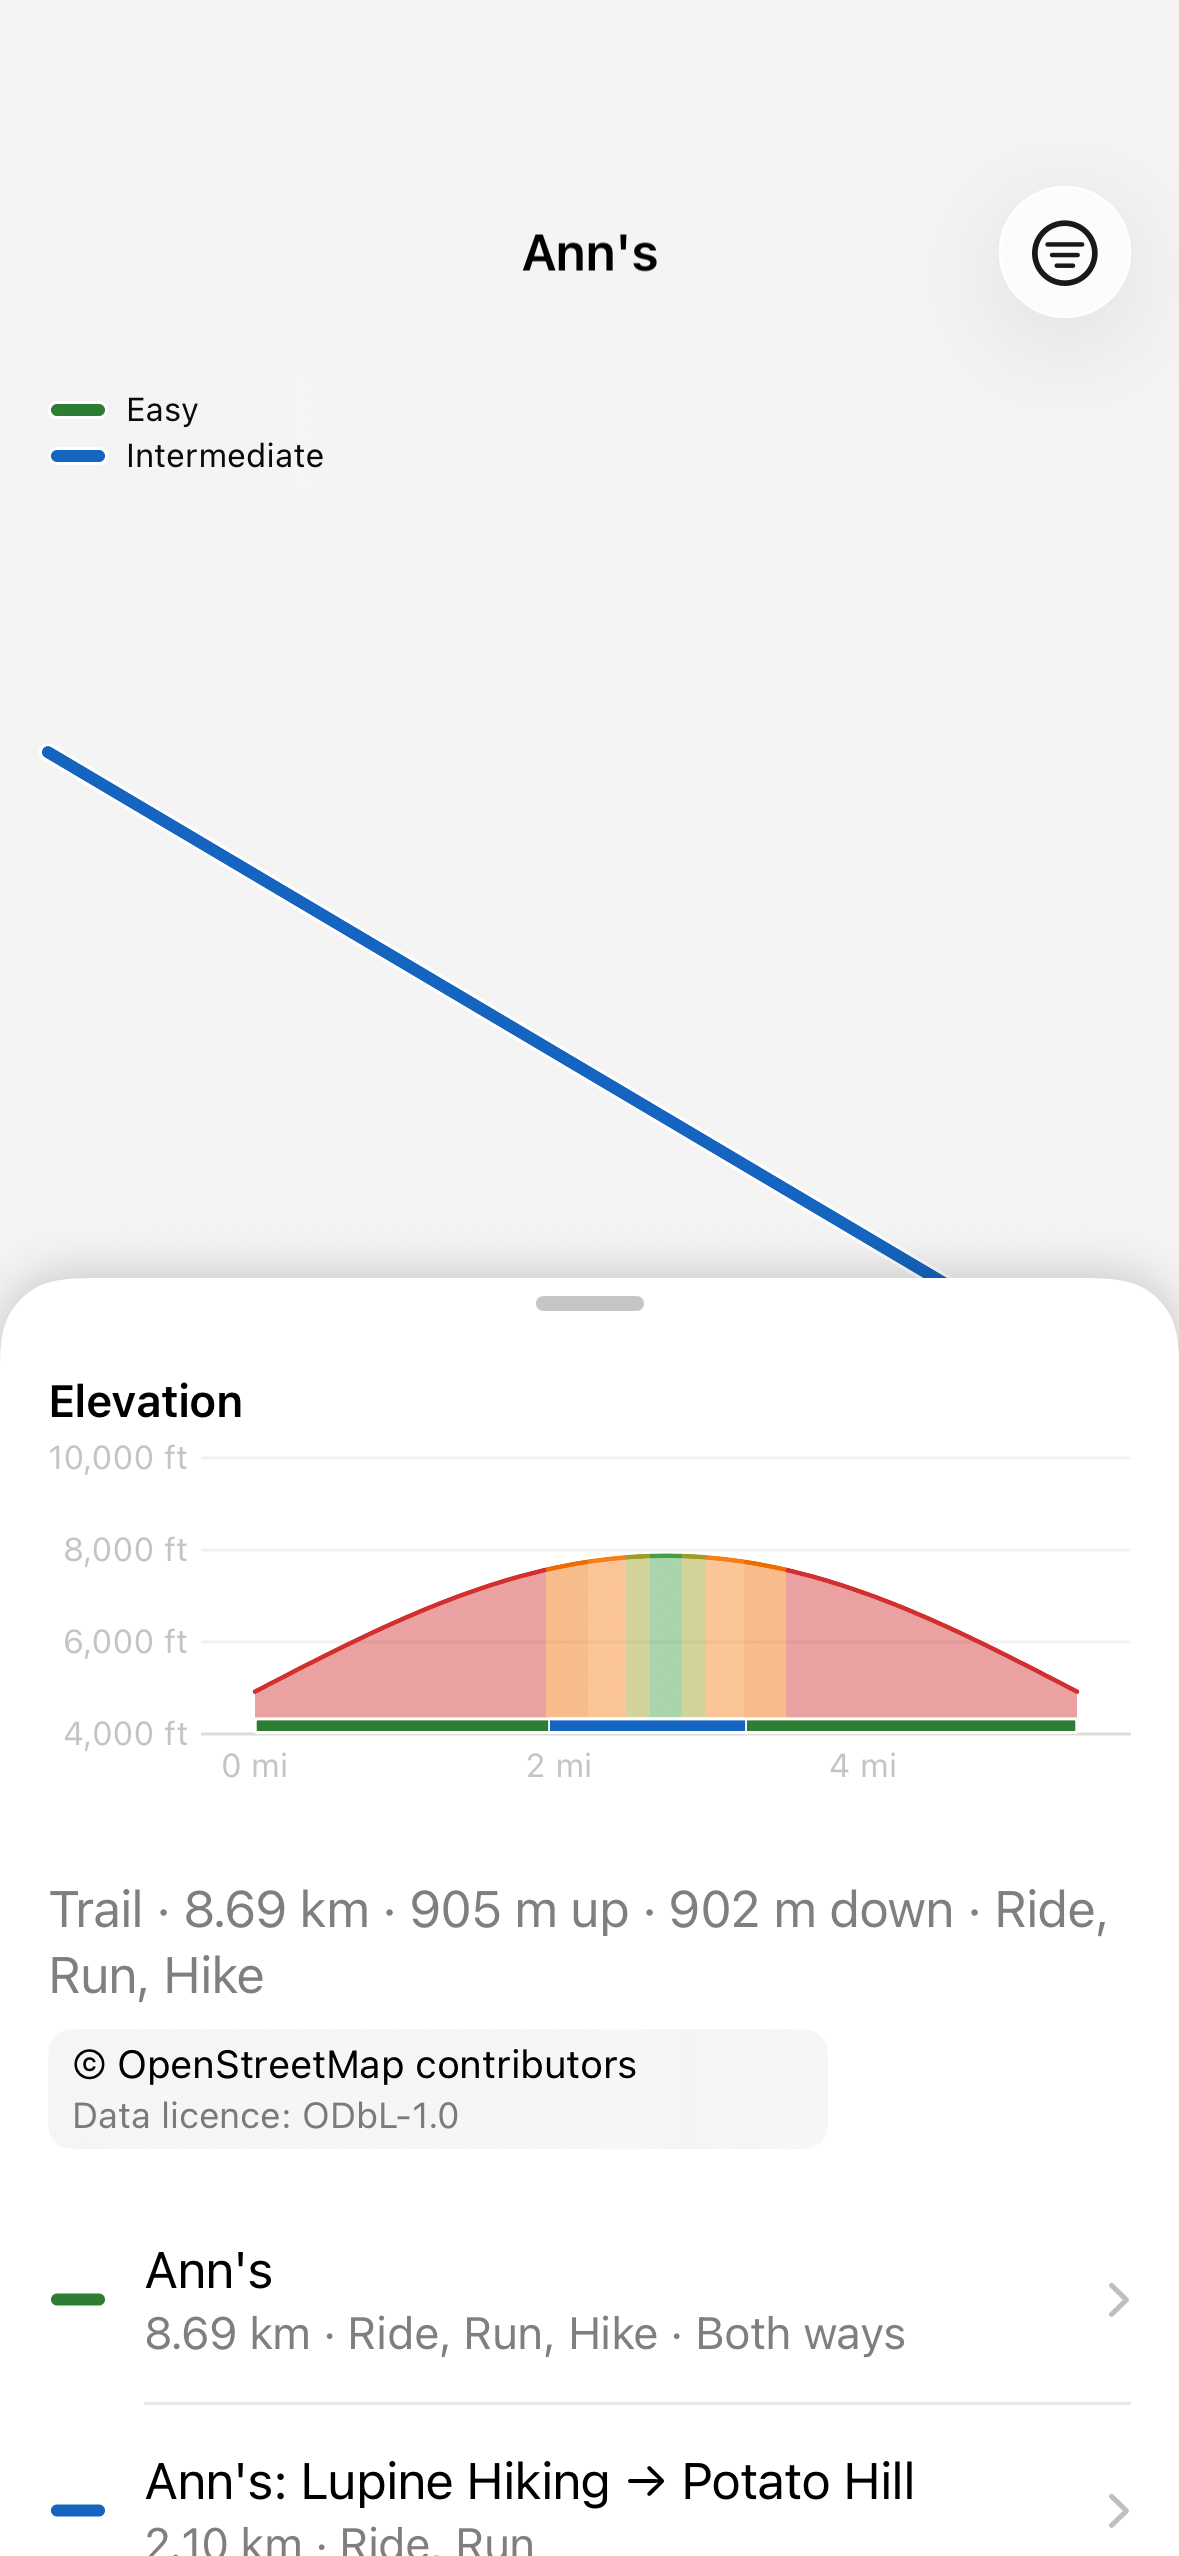 Ann's
Easy
Intermediate
Elevation
10,000 ft
8,000 ft
6,000 ft
4,000 ft
0 mi 2 mi 4 mi
Trail · 8.69 km · 905 m up · 902 m down · Ride,
Run, Hike
© OpenStreetMap contributors
Data licence: ODbL-1.0
Ann's
8.69 km · Ride, Run, Hike · Both ways
Ann's: Lupine Hiking → Potato Hill
2.10 km · Ride, Run